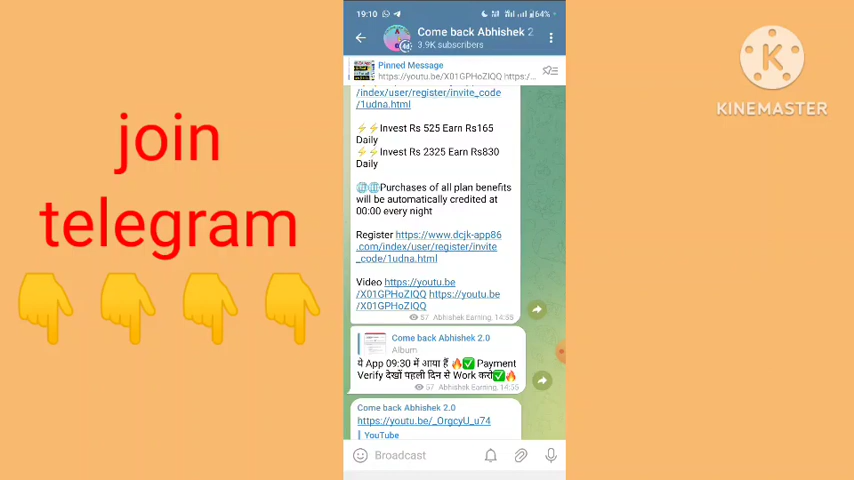 join
telegram
19:10
64%
Come back Abhishek 2
3.9K subscribers
Pinned Message
https://youtu.be/X01GPHoZIQQ https:/...
/index/user/register/invite_code
/1udna.html
⚡⚡Invest Rs 525 Earn Rs165
Daily
⚡⚡Invest Rs 2325 Earn Rs830
Daily
🌐🌐Purchases of all plan benefits
will be automatically credited at
00:00 every night
Register https://www.dcjk-app86
.com/index/user/register/invite
_code/1udna.html
Video https://youtu.be
/X01GPHoZIQQ https://youtu.be
/X01GPHoZIQQ
57 Abhishek Earning, 14:55
Come back Abhishek 2.0
Album
ये App 09:30 में आया हैं 🔥✅ Payment
Verify देखों पहली दिन से Work करो✅🔥
57 Abhishek Earning, 14:55
Come back Abhishek 2.0
https://youtu.be/_OrgcyU_u74
YouTube
Broadcast
K
KINEMASTER